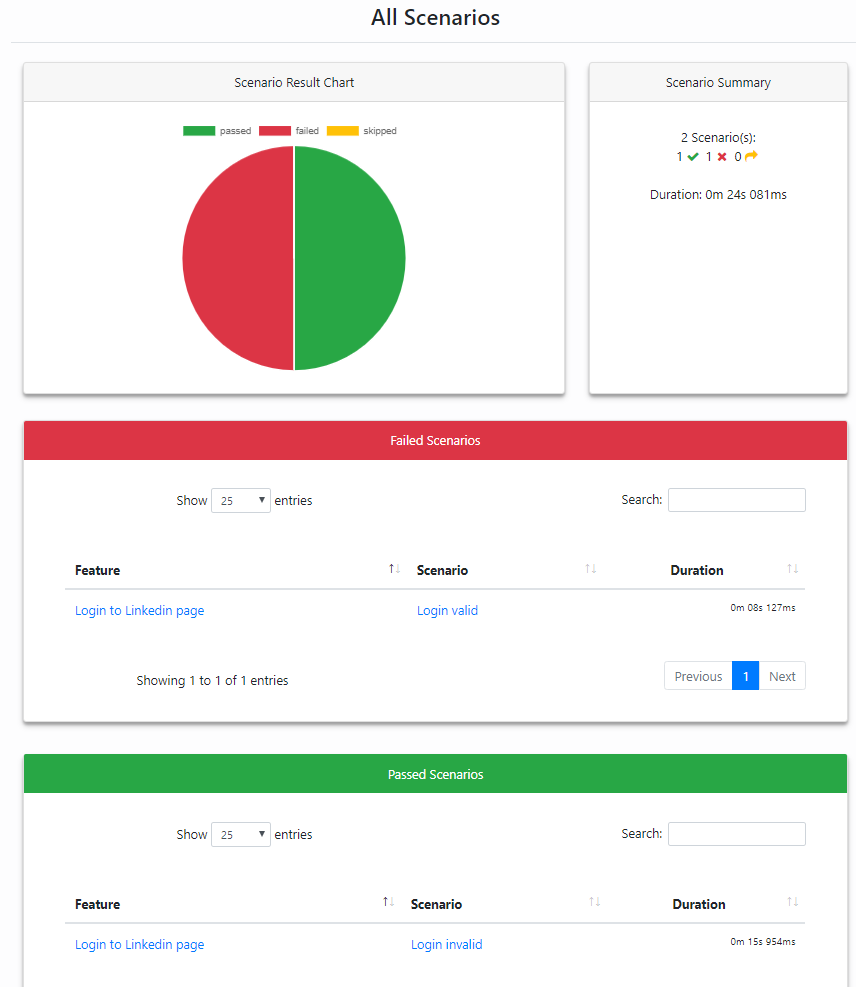 All Scenarios
Scenario Result Chart
passed failed skipped
Scenario Summary
2 Scenario(s):
1 1 0
Duration: 0m 24s 081ms
Failed Scenarios
Show 25 entries Search:
Feature Scenario Duration
Login to Linkedin page Login valid 0m 08s 127ms
Showing 1 to 1 of 1 entries Previous 1 Next
Passed Scenarios
Show 25 entries Search:
Feature Scenario Duration
Login to Linkedin page Login invalid 0m 15s 954ms